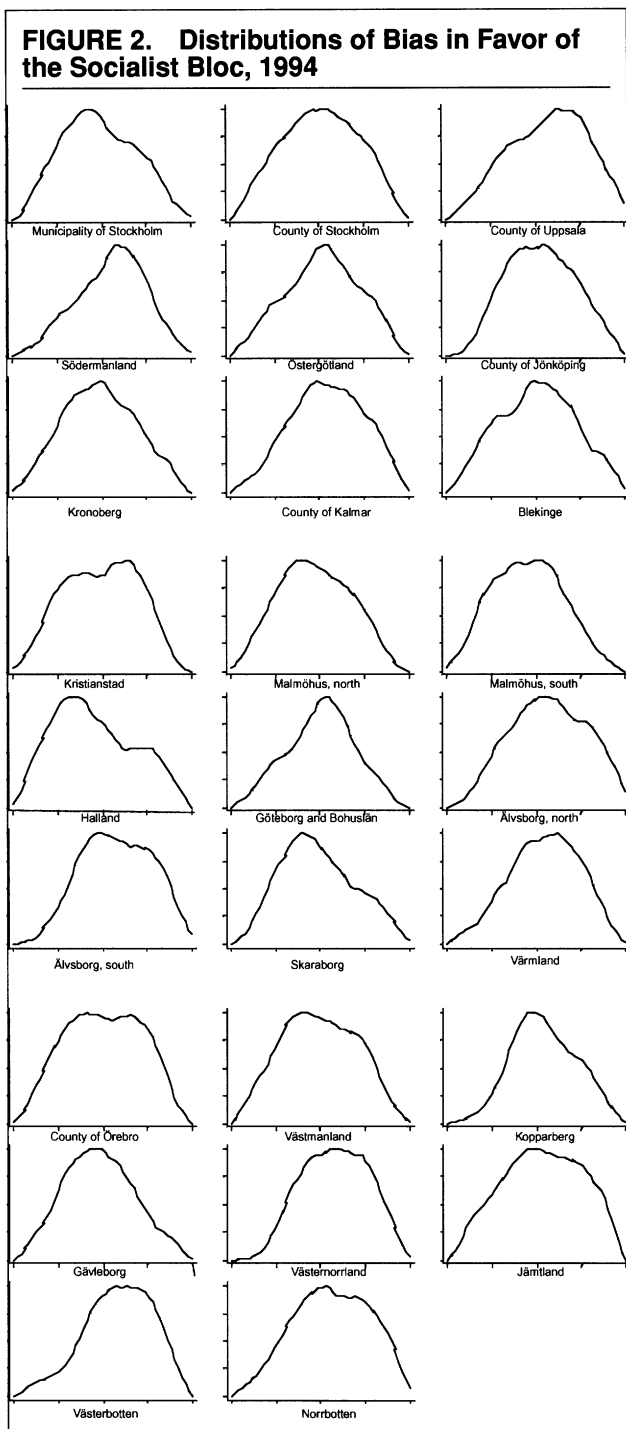 FIGURE 2. Distributions of Bias in Favor of
the Socialist Bloc, 1994
Municipality of Stockholm
County of Stockholm
County of Uppsala
Södermanland
Östergötland
County of Jönköping
Kronoberg
County of Kalmar
Blekinge
Kristianstad
Malmöhus, north
Malmöhus, south
Halland
Göteborg and Bohuslän
Älvsborg, north
Älvsborg, south
Skaraborg
Värmland
County of Örebro
Västmanland
Kopparberg
Gävleborg
Västernorrland
Jämtland
Västerbotten
Norrbotten